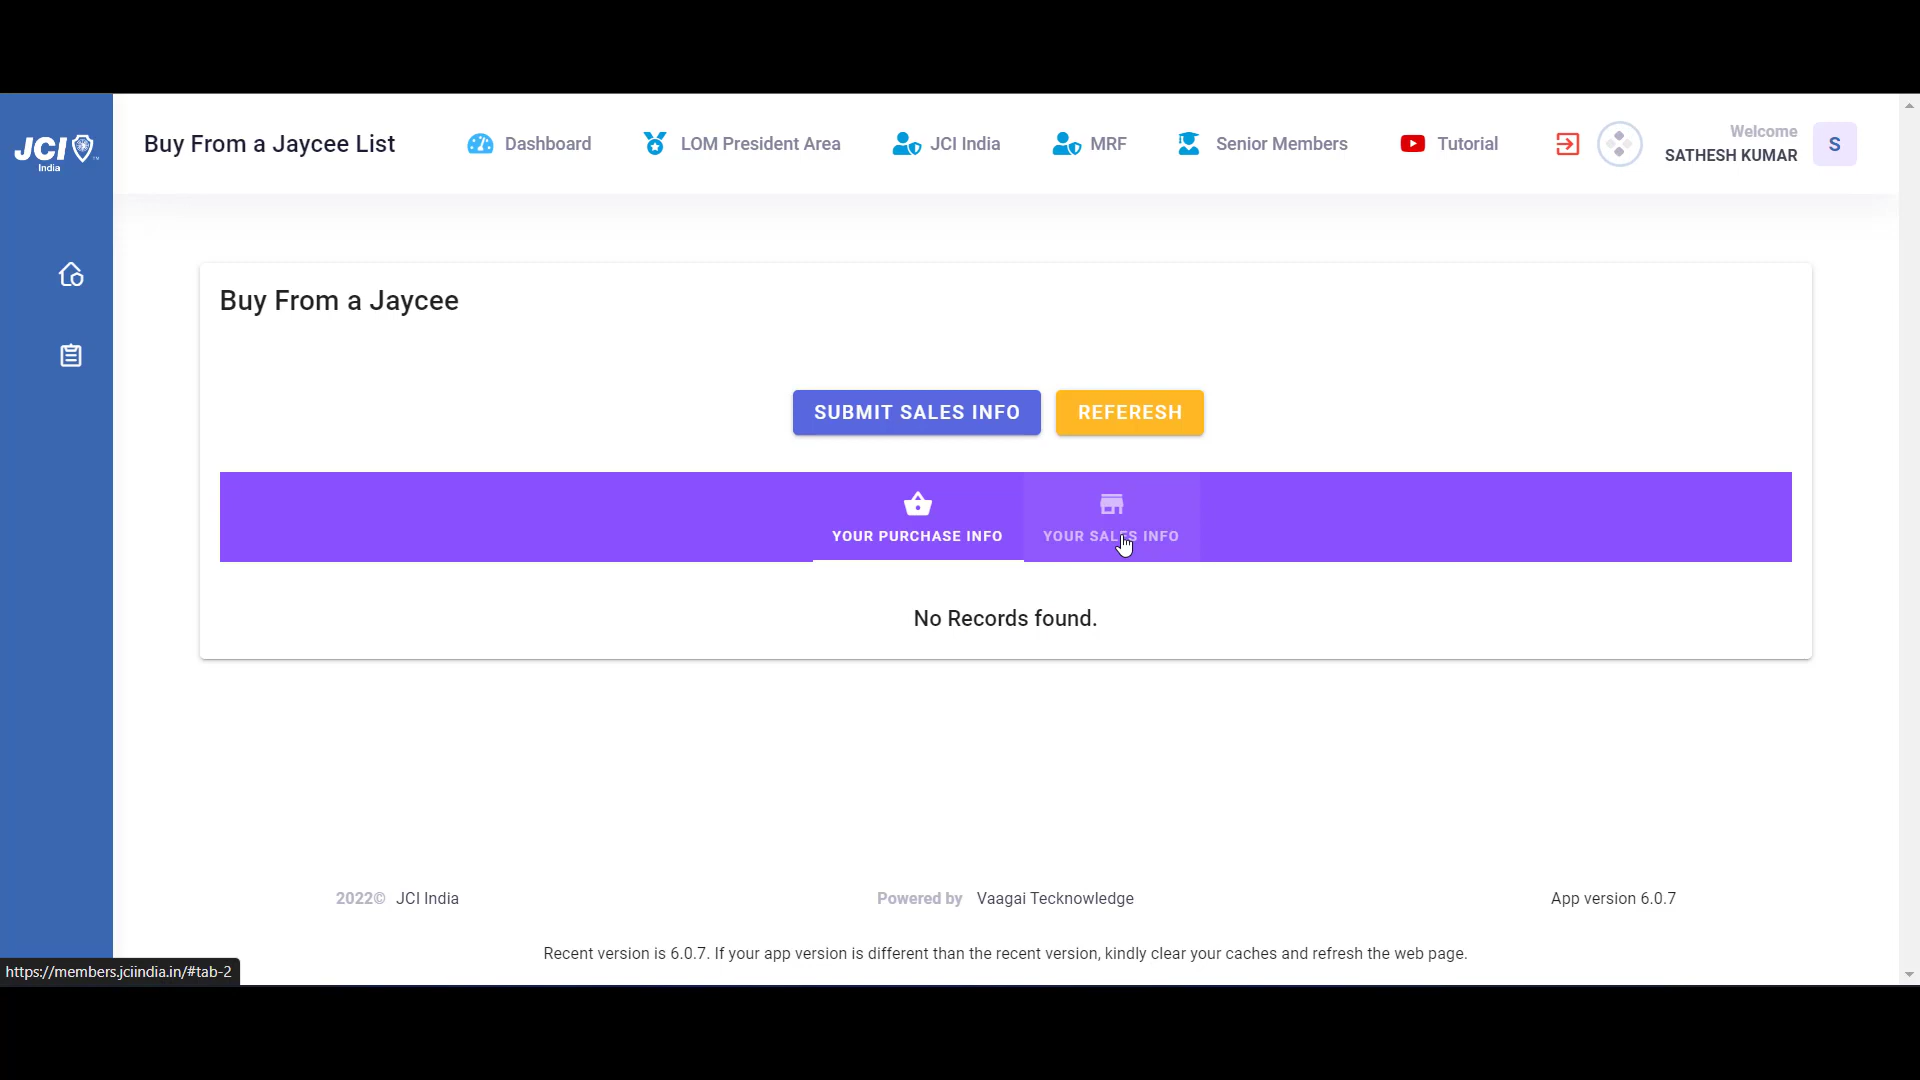 JCI
India
Buy From a Jaycee List
Dashboard
LOM President Area
JCI India
MRF
Senior Members
Tutorial
Welcome
SATHESH KUMAR
S
Buy From a Jaycee
SUBMIT SALES INFO
REFERESH
YOUR PURCHASE INFO
YOUR SALES INFO
No Records found.
2022© JCI India
Powered by Vaagai Tecknowledge
App version 6.0.7
Recent version is 6.0.7. If your app version is different than the recent version, kindly clear your caches and refresh the web page.
https://members.jciindia.in/#tab-2